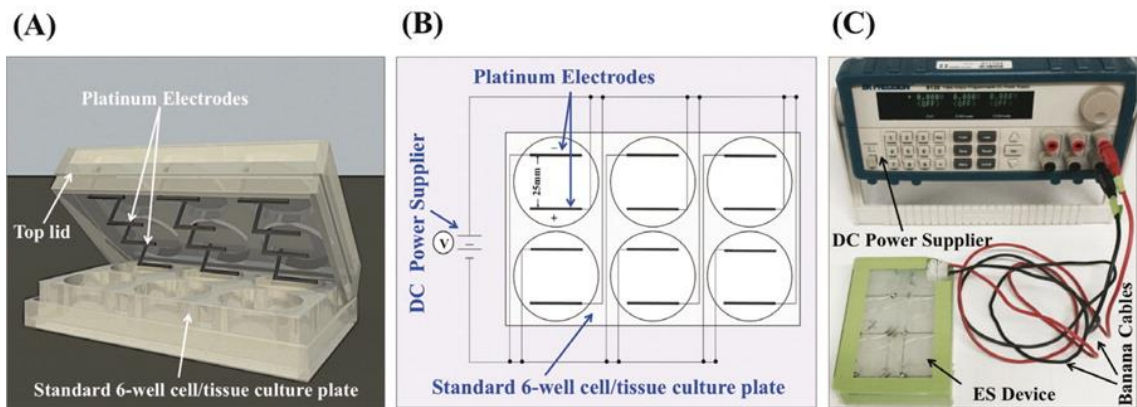 (A)
Platinum Electrodes
Top lid
Standard 6-well cell/tissue culture plate
(B)
Platinum Electrodes
DC Power Supplier
V
25mm
−
+
Standard 6-well cell/tissue culture plate
(C)
DC Power Supplier
ES Device
Banana Cables